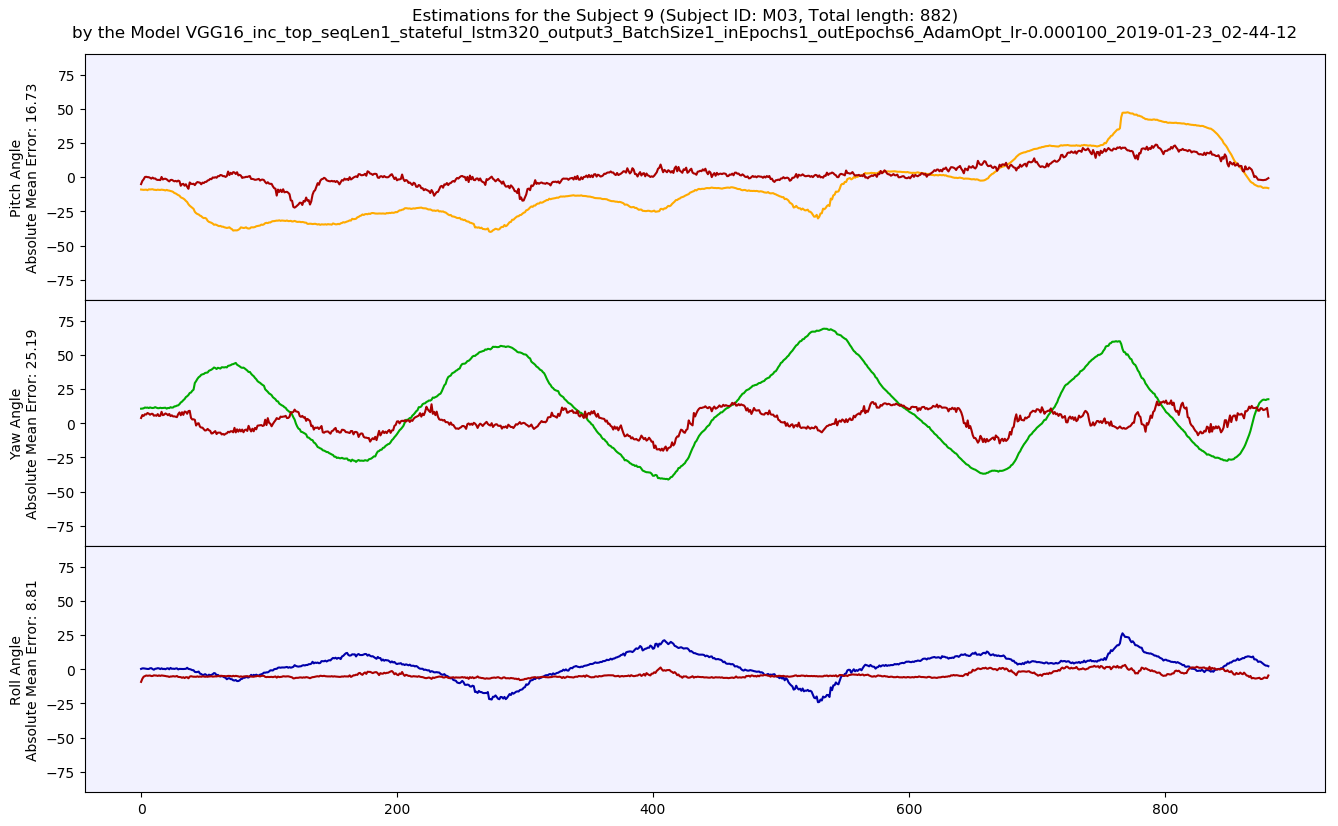 Estimations for the Subject 9 (Subject ID: M03, Total length: 882)
by the Model VGG16_inc_top_seqLen1_stateful_lstm320_output3_BatchSize1_inEpochs1_outEpochs6_AdamOpt_lr-0.000100_2019-01-23_02-44-12
Pitch Angle
Absolute Mean Error: 16.73
75
50
25
0
−25
−50
−75
Yaw Angle
Absolute Mean Error: 25.19
75
50
25
0
−25
−50
−75
Roll Angle
Absolute Mean Error: 8.81
75
50
25
0
−25
−50
−75
0 200 400 600 800